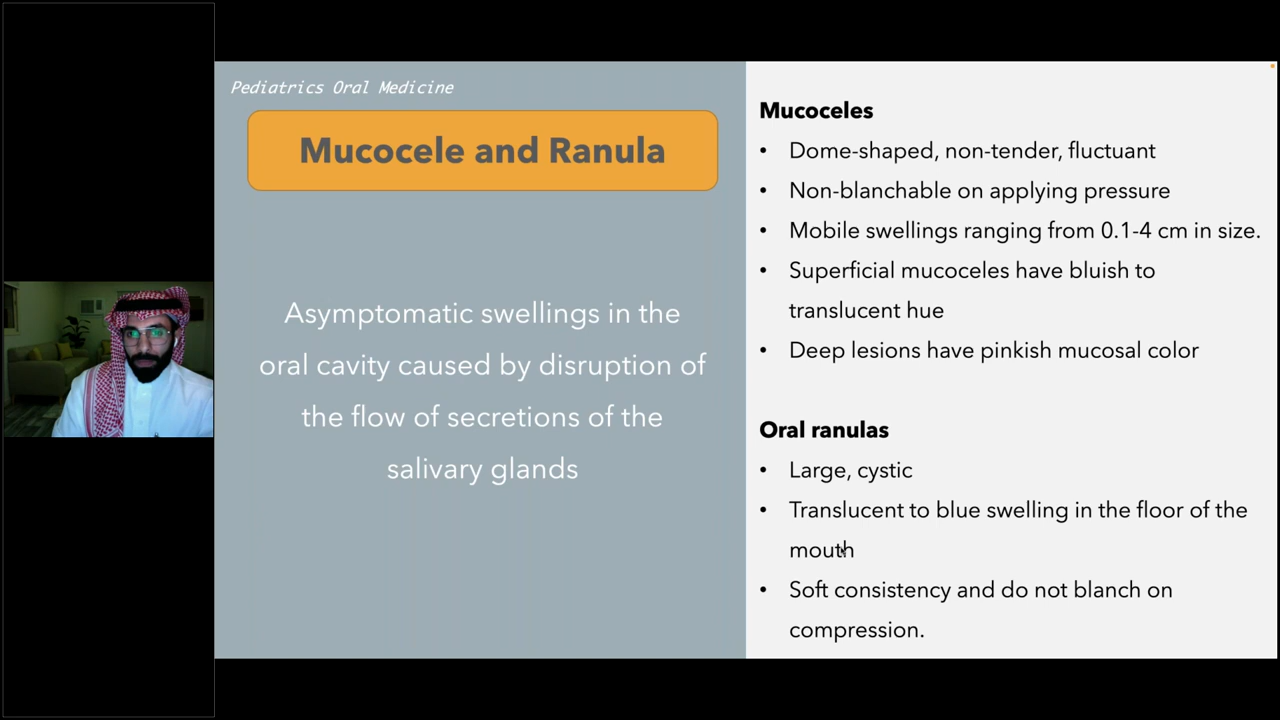 Pediatrics Oral Medicine
Mucocele and Ranula
Asymptomatic swellings in the
oral cavity caused by disruption of
the flow of secretions of the
salivary glands
Mucoceles
• Dome-shaped, non-tender, fluctuant
• Non-blanchable on applying pressure
• Mobile swellings ranging from 0.1-4 cm in size.
• Superficial mucoceles have bluish to
translucent hue
• Deep lesions have pinkish mucosal color
Oral ranulas
• Large, cystic
• Translucent to blue swelling in the floor of the
mouth
• Soft consistency and do not blanch on
compression.